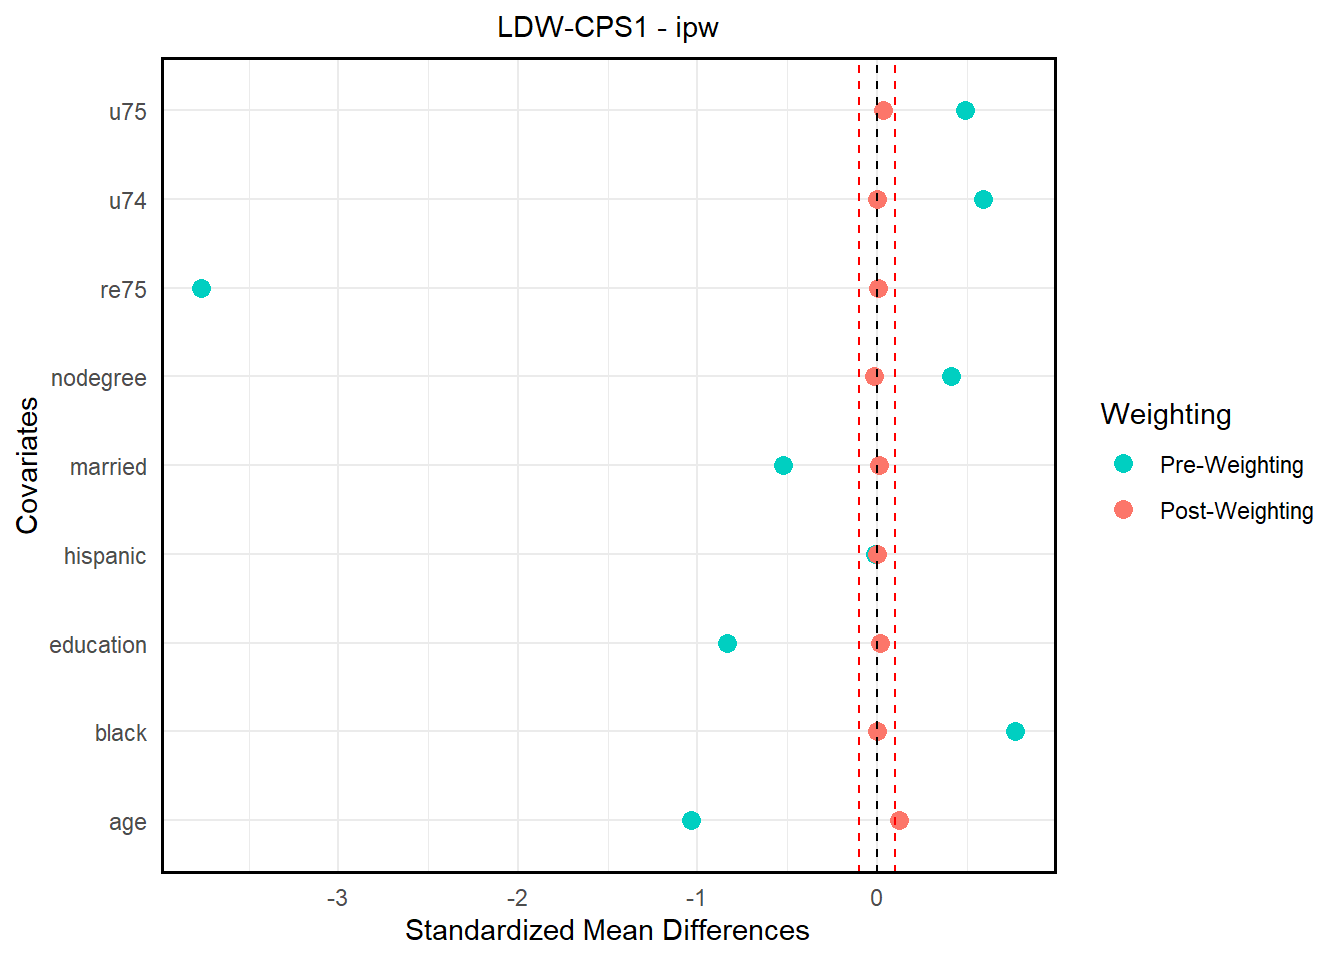 LDW-CPS1 - ipw
u75
u74
re75
nodegree
married
hispanic
education
black
age
Covariates
-3
-2
-1
0
Standardized Mean Differences
Weighting
Pre-Weighting
Post-Weighting